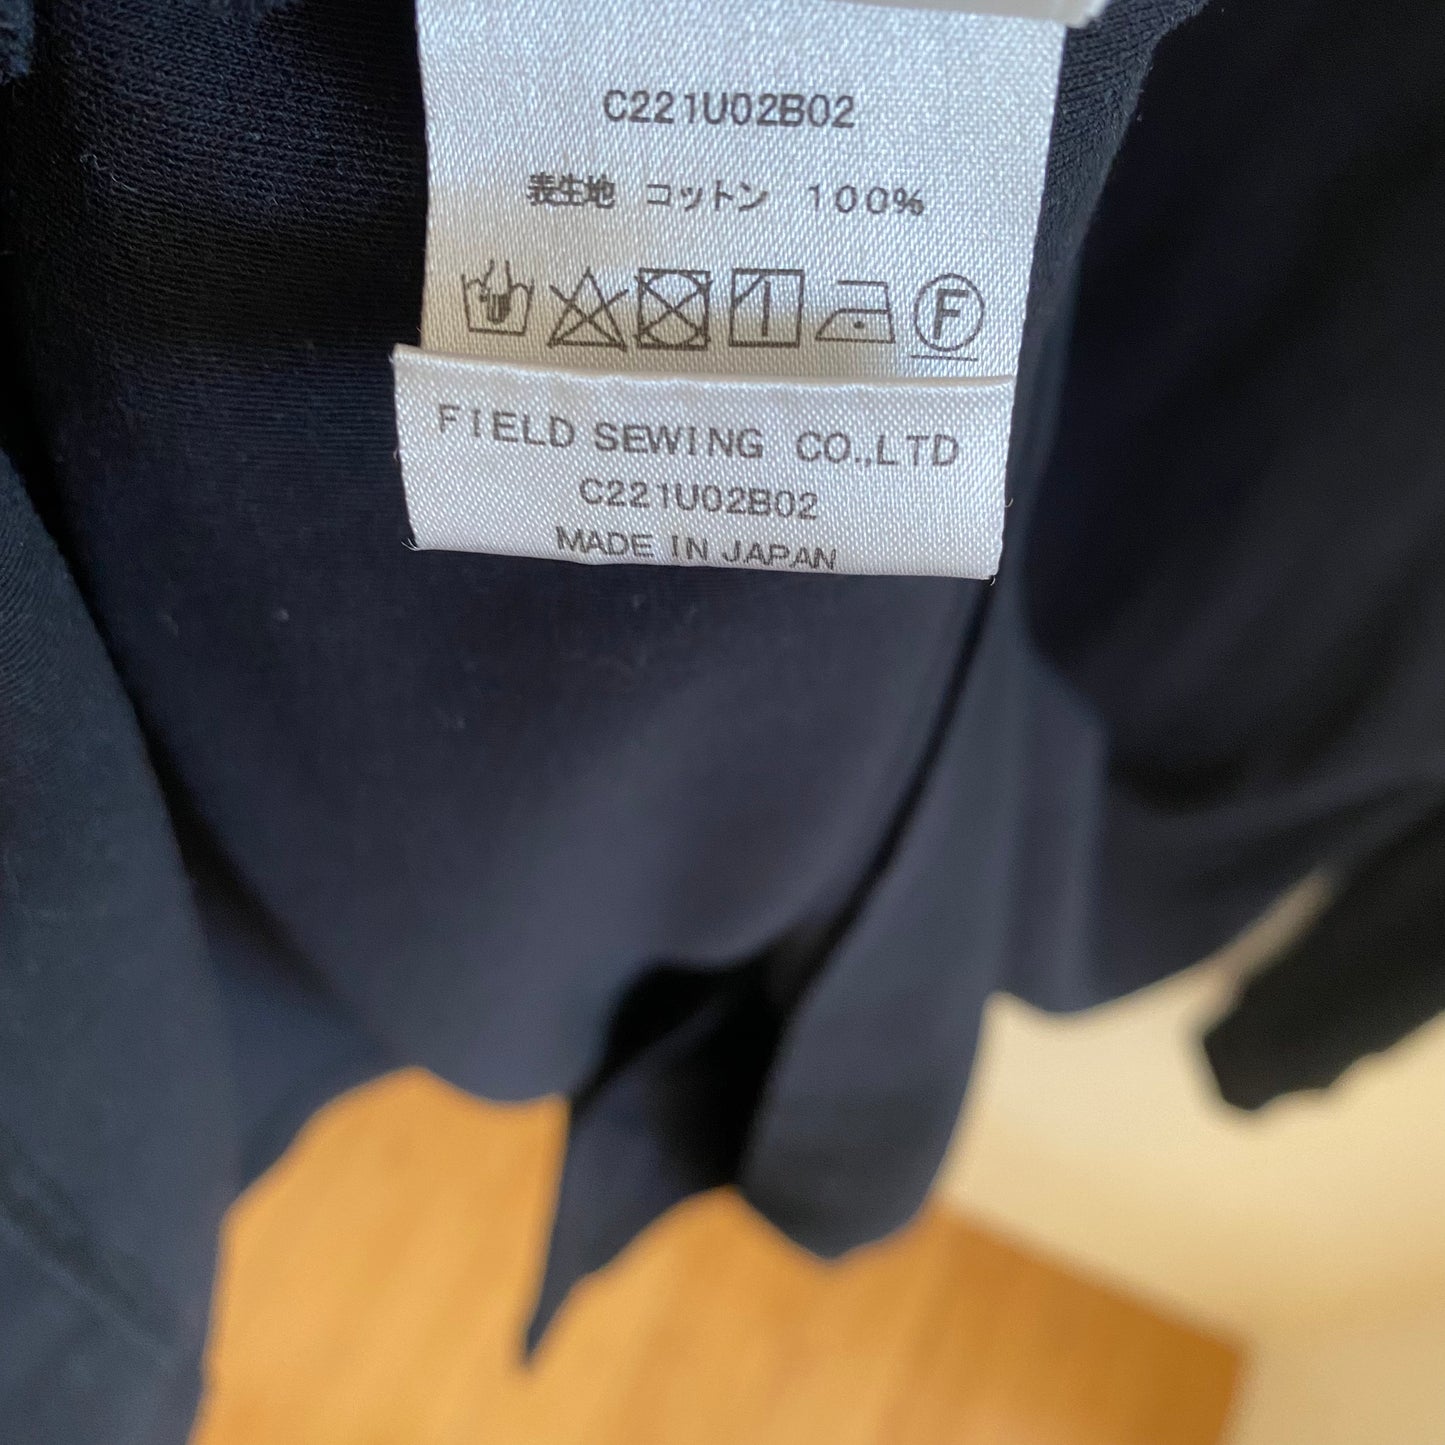 C221U02B02
表生地 コットン 100%
F
FIELD SEWING CO.,LTD
C221U02B02
MADE IN JAPAN